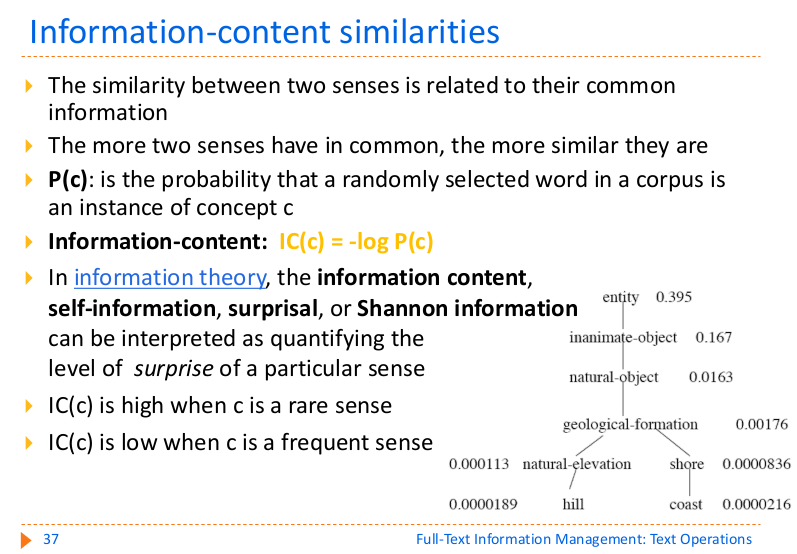 Information-content similarities
The similarity between two senses is related to their common
information
The more two senses have in common, the more similar they are
P(c): is the probability that a randomly selected word in a corpus is
an instance of concept c
Information-content: IC(c) = -log P(c)
In information theory, the information content,
self-information, surprisal, or Shannon information
can be interpreted as quantifying the
level of surprise of a particular sense
IC(c) is high when c is a rare sense
IC(c) is low when c is a frequent sense
entity 0.395
inanimate-object 0.167
natural-object 0.0163
geological-formation 0.00176
0.000113 natural-elevation shore 0.0000836
0.0000189 hill coast 0.0000216
37 Full-Text Information Management: Text Operations